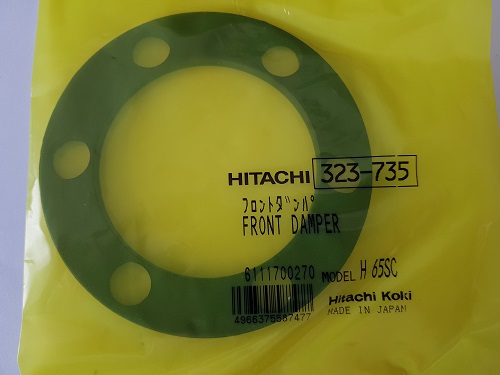 HITACHI 323-735
フロントダンパ
FRONT DAMPER
6111700270 MODEL H 65SC
4966375587477
Hitachi Koki
MADE IN JAPAN